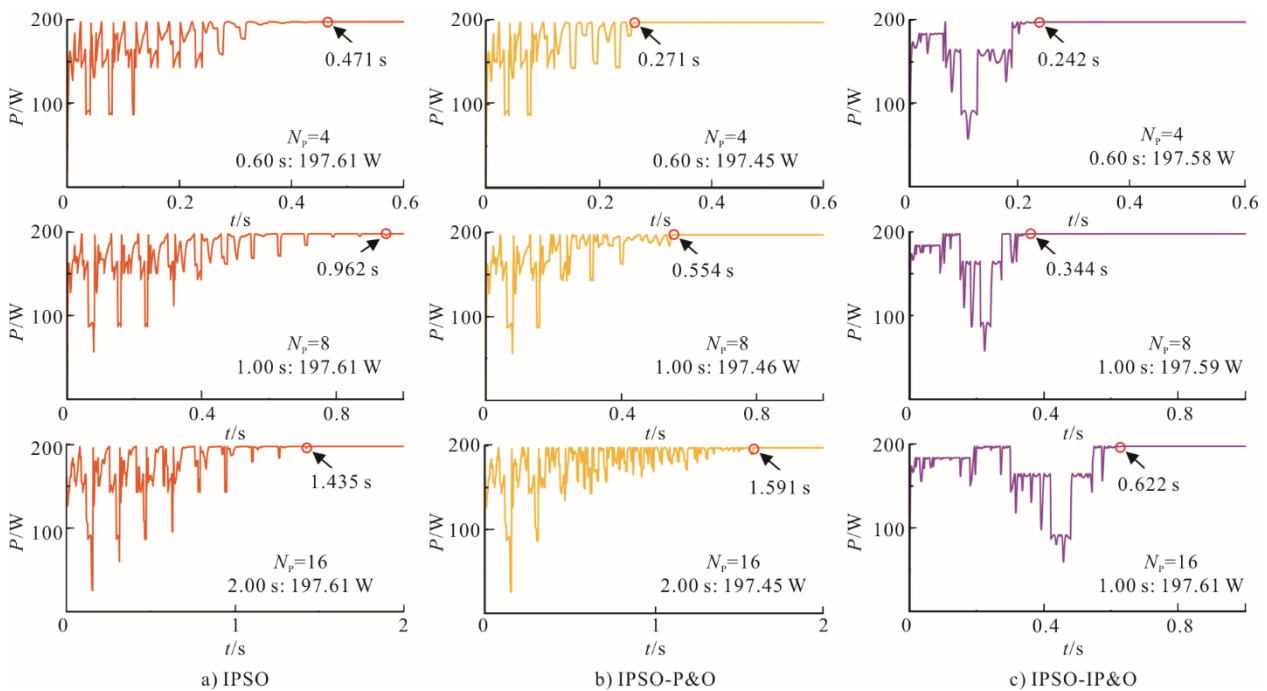 200
100
P/W
0.471 s
N_P=4
0.60 s: 197.61 W
0
0.2
0.4
0.6
t/s
200
100
P/W
0.271 s
N_P=4
0.60 s: 197.45 W
0
0.2
0.4
0.6
t/s
200
100
P/W
0.242 s
N_P=4
0.60 s: 197.58 W
0
0.2
0.4
0.6
t/s
200
100
P/W
0.962 s
N_P=8
1.00 s: 197.61 W
0
0.4
0.8
t/s
200
100
P/W
0.554 s
N_P=8
1.00 s: 197.46 W
0
0.4
0.8
t/s
200
100
P/W
0.344 s
N_P=8
1.00 s: 197.59 W
0
0.4
0.8
t/s
200
100
P/W
1.435 s
N_P=16
2.00 s: 197.61 W
0
1
2
t/s
a) IPSO
200
100
P/W
1.591 s
N_P=16
2.00 s: 197.45 W
0
1
2
t/s
b) IPSO-P&O
200
100
P/W
0.622 s
N_P=16
1.00 s: 197.61 W
0
0.4
0.8
t/s
c) IPSO-IP&O